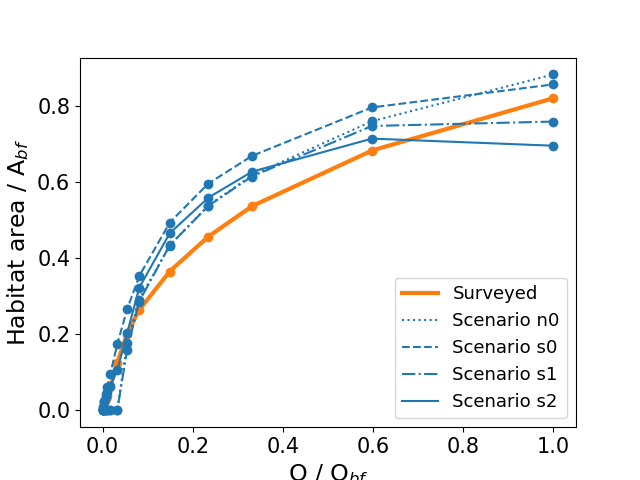 Habitat area / A_bf
0.8
0.6
0.4
0.2
0.0
0.0 0.2 0.4 0.6 0.8 1.0
Q / Q_bf
Surveyed
Scenario n0
Scenario s0
Scenario s1
Scenario s2